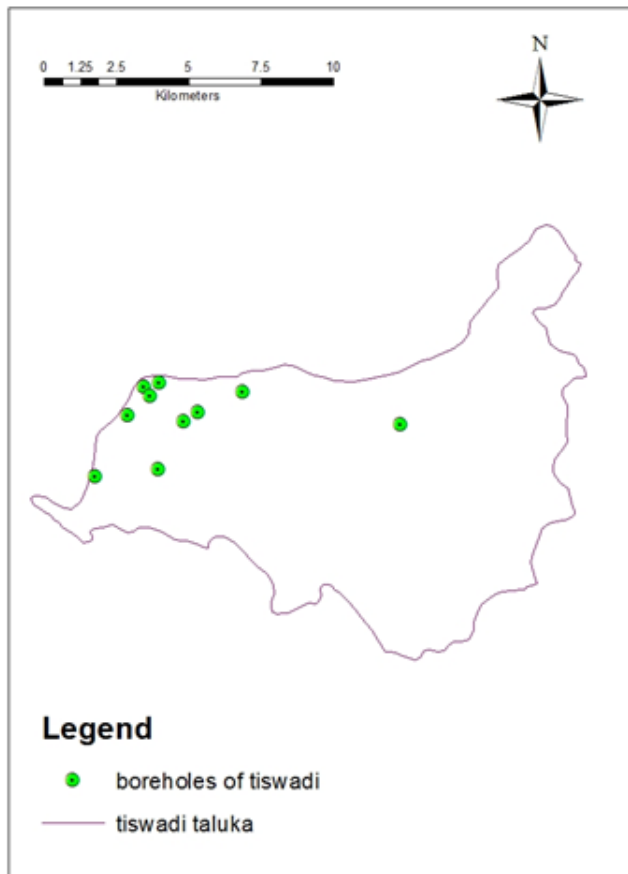 0 1.25 2.5 5 7.5 10
Kilometers
N
Legend
boreholes of tiswadi
tiswadi taluka